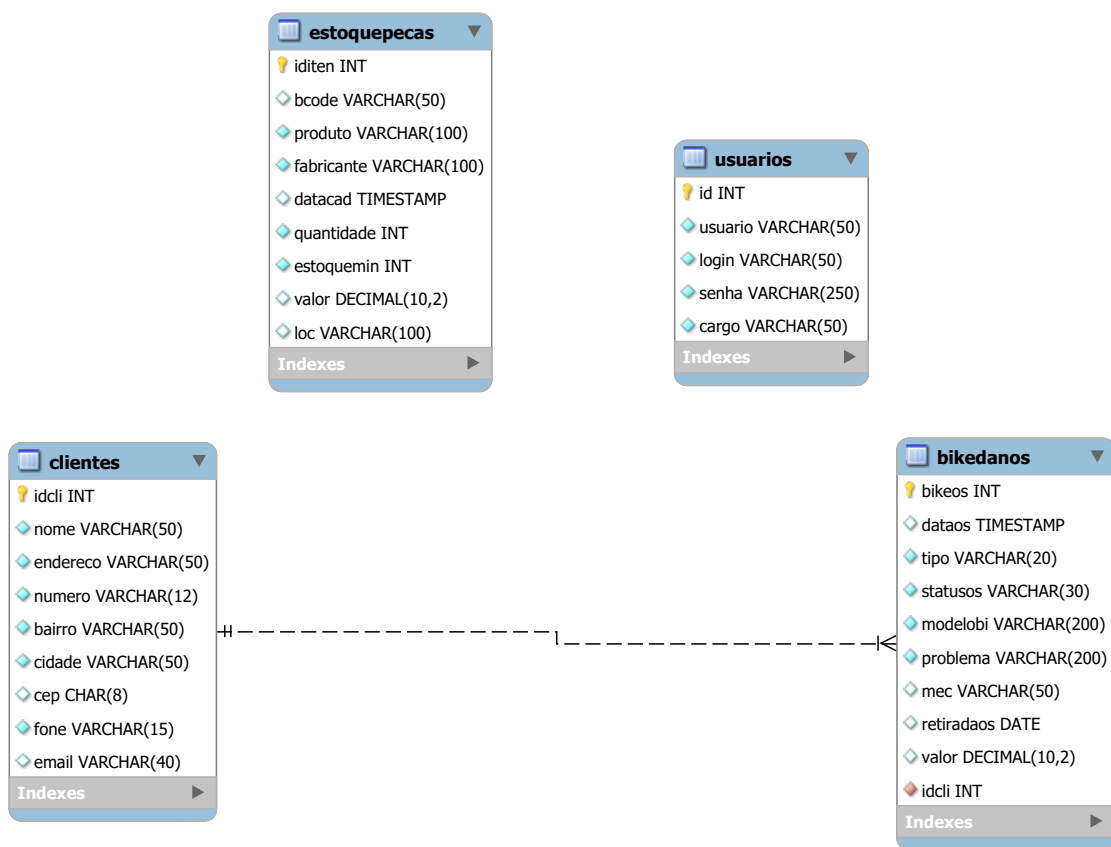 estoquepecas
iditen INT
bcode VARCHAR(50)
produto VARCHAR(100)
fabricante VARCHAR(100)
datacad TIMESTAMP
quantidade INT
estoquemin INT
valor DECIMAL(10,2)
loc VARCHAR(100)
Indexes
usuarios
id INT
usuario VARCHAR(50)
login VARCHAR(50)
senha VARCHAR(250)
cargo VARCHAR(50)
Indexes
clientes
idcli INT
nome VARCHAR(50)
endereco VARCHAR(50)
numero VARCHAR(12)
bairro VARCHAR(50)
cidade VARCHAR(50)
cep CHAR(8)
fone VARCHAR(15)
email VARCHAR(40)
Indexes
bikedanos
bikeos INT
dataos TIMESTAMP
tipo VARCHAR(20)
statusos VARCHAR(30)
modelobi VARCHAR(200)
problema VARCHAR(200)
mec VARCHAR(50)
retiradaos DATE
valor DECIMAL(10,2)
idcli INT
Indexes